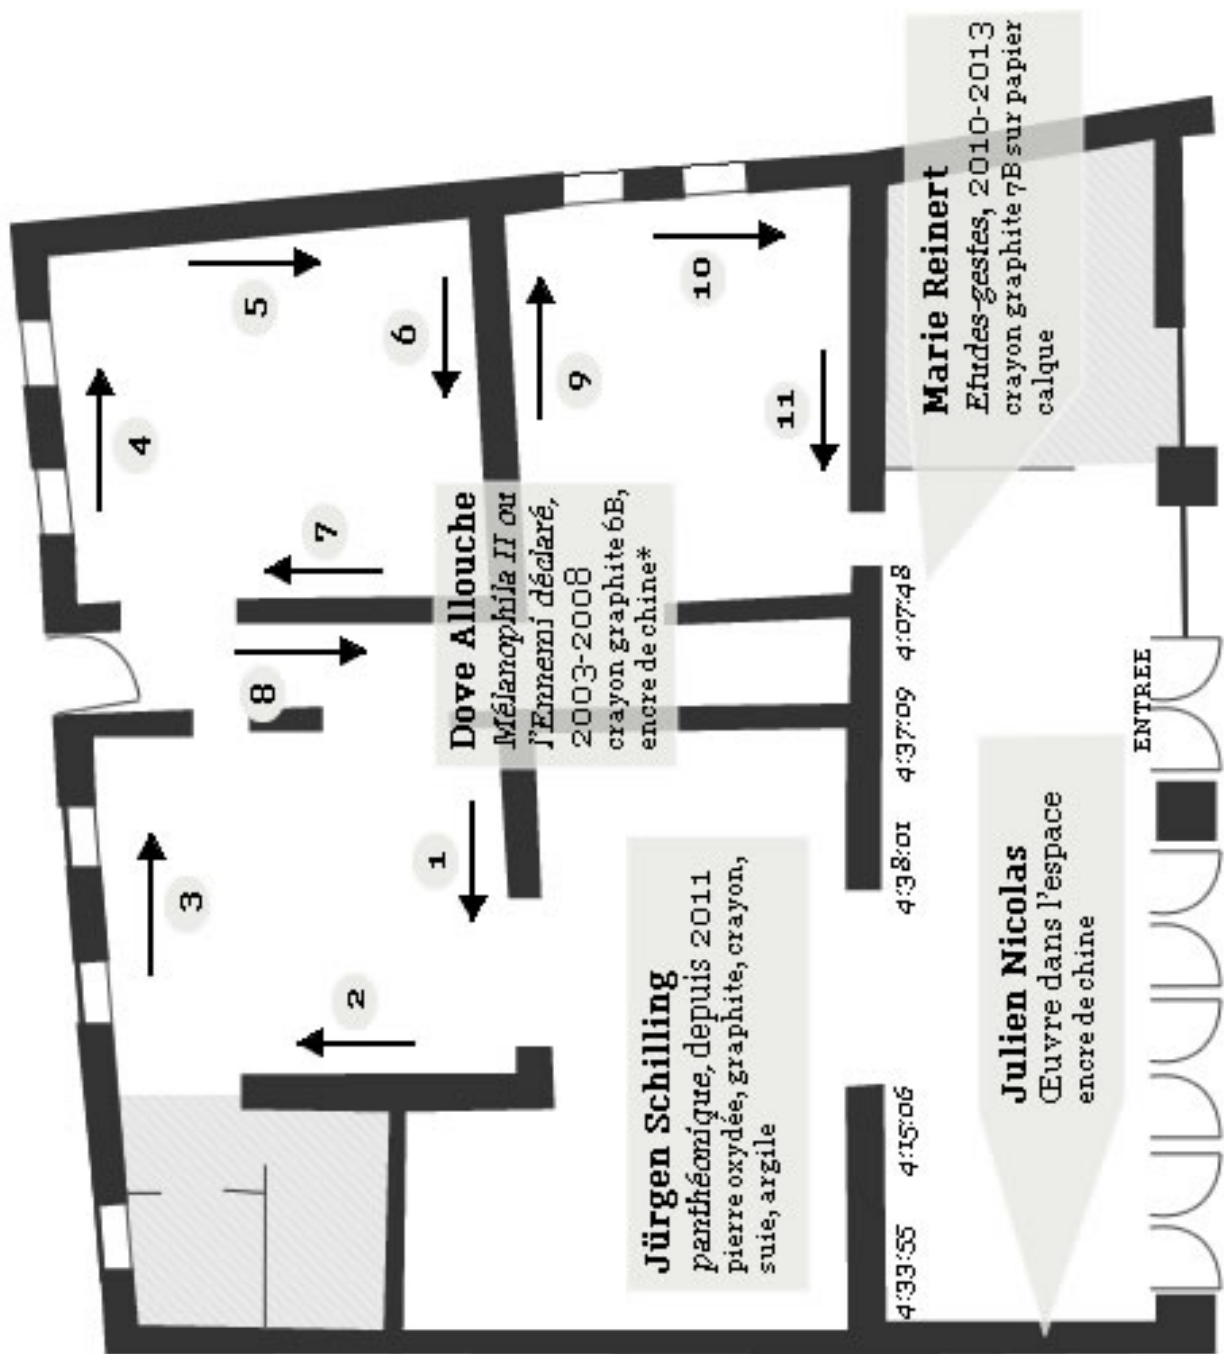 4
5
6
7
8
3
1
2
9
10
11
Dove Allouche
Mélanophila II ou
l'Ennemi déclaré,
2003-2008
crayon graphite 6B,
encre de chine*
Jürgen Schilling
panthéonique, depuis 2011
pierre oxydée, graphite, crayon,
suie, argile
Marie Reinert
Etudes-gestes, 2010-2013
crayon graphite 7B sur papier
calque
4:33:55
4:15:06
4:38:01
4:37:09
4:07:48
Julien Nicolas
Œuvre dans l'espace
encre de chine
ENTREE